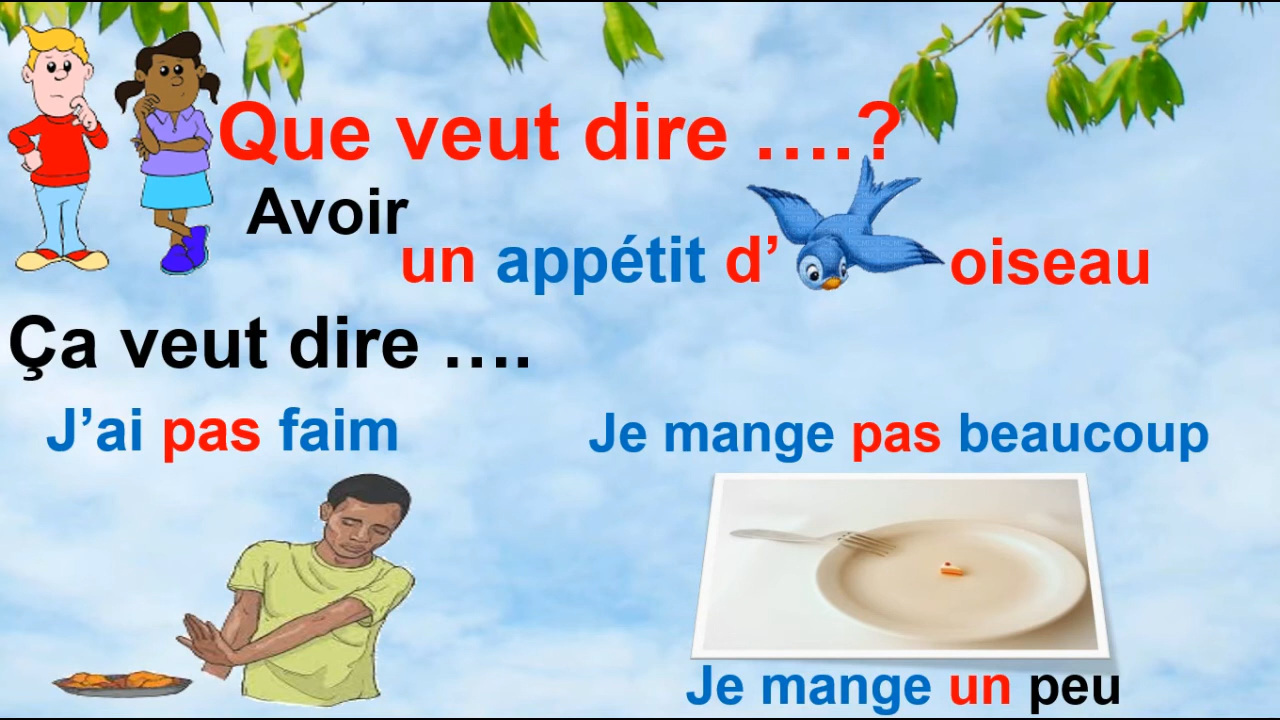 Que veut dire ….?
Avoir
un appétit d’ oiseau
Ça veut dire ….
J’ai pas faim
Je mange pas beaucoup
Je mange un peu